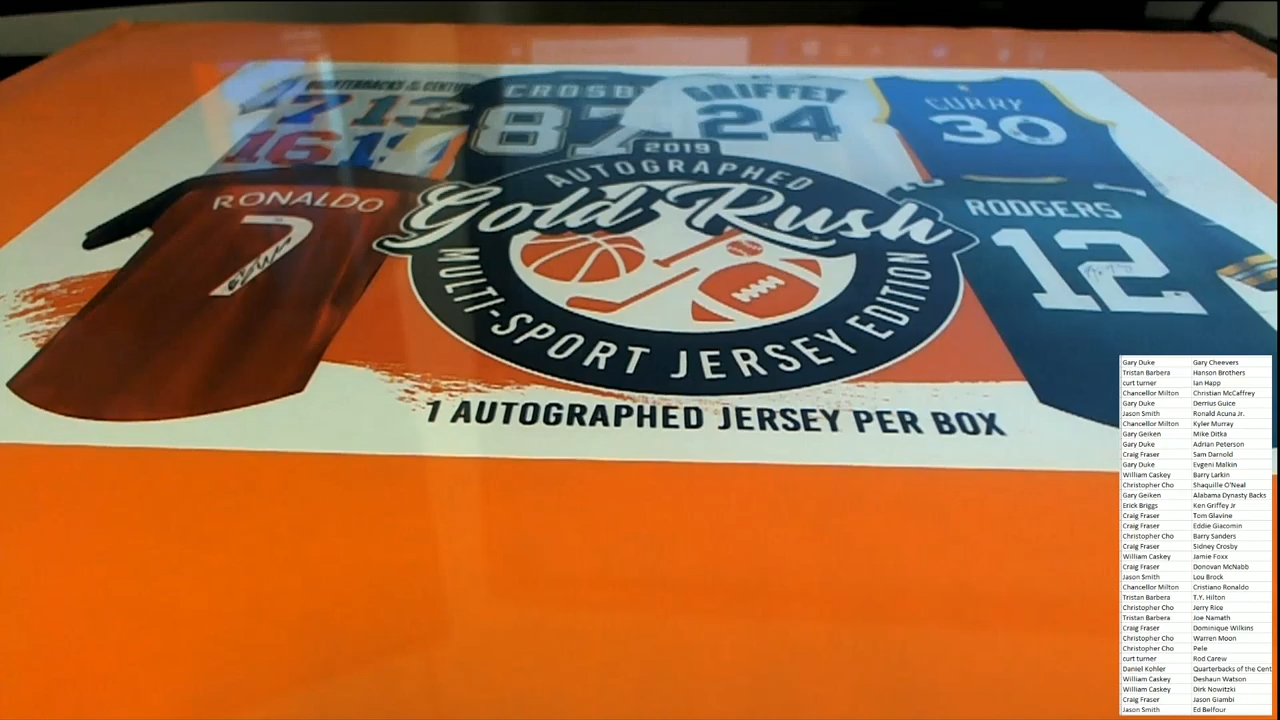 QUARTERBACKS OF THE CENTURY
12 13
16 1
CROSBY
87
GRIFFEY
24
CURRY
30
RONALDO
7
RODGERS
12
2019
AUTOGRAPHED
Gold Rush
MULTI-SPORT JERSEY EDITION
1 AUTOGRAPHED JERSEY PER BOX
Gary Duke Gary Cheevers
Tristan Barbera Hanson Brothers
curt turner Ian Happ
Chancellor Milton Christian McCaffrey
Gary Duke Derrius Guice
Jason Smith Ronald Acuna Jr.
Chancellor Milton Kyler Murray
Gary Geiken Mike Ditka
Gary Duke Adrian Peterson
Craig Fraser Sam Darnold
Gary Duke Evgeni Malkin
William Caskey Barry Larkin
Christopher Cho Shaquille O'Neal
Gary Geiken Alabama Dynasty Backs
Erick Briggs Ken Griffey Jr
Craig Fraser Tom Glavine
Craig Fraser Eddie Giacomin
Christopher Cho Barry Sanders
Craig Fraser Sidney Crosby
William Caskey Jamie Foxx
Craig Fraser Donovan McNabb
Jason Smith Lou Brock
Chancellor Milton Cristiano Ronaldo
Tristan Barbera T.Y. Hilton
Christopher Cho Jerry Rice
Tristan Barbera Joe Namath
Craig Fraser Dominique Wilkins
Christopher Cho Warren Moon
Christopher Cho Pele
curt turner Rod Carew
Daniel Kohler Quarterbacks of the Cent
William Caskey Deshaun Watson
William Caskey Dirk Nowitzki
Craig Fraser Jason Giambi
Jason Smith Ed Belfour